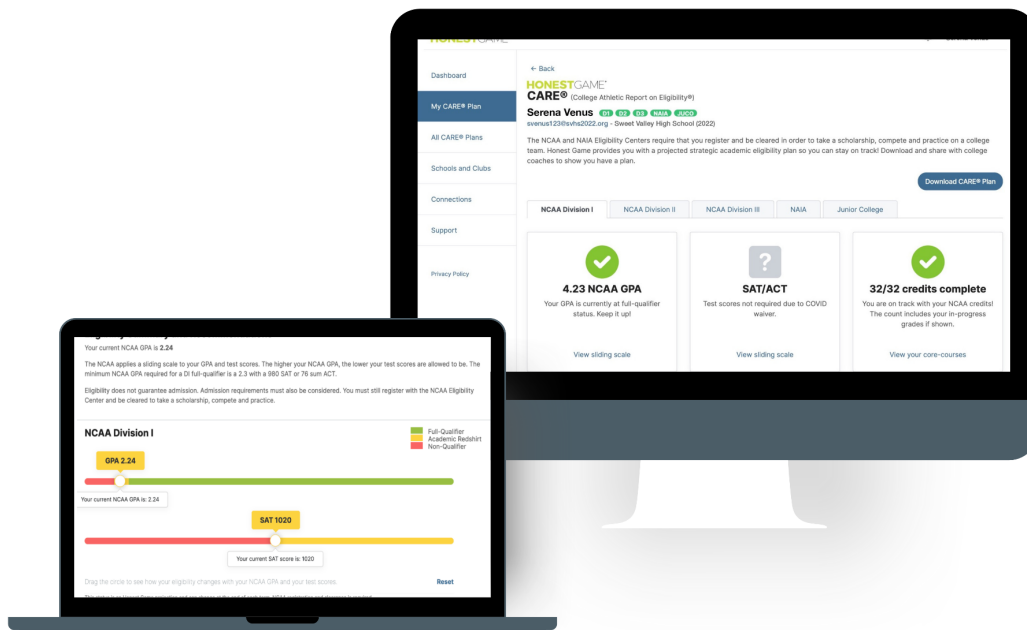 HONESTGAME
Dashboard
My CARE® Plan
All CARE® Plans
Schools and Clubs
Connections
Support
Privacy Policy
← Back
HONESTGAME
CARE® (College Athletic Report on Eligibility®)
Serena Venus D1 D2 D3 NAIA JUCO
svenus123@svhs2022.org - Sweet Valley High School (2022)
The NCAA and NAIA Eligibility Centers require that you register and be cleared in order to take a scholarship, compete and practice on a college
team. Honest Game provides you with a projected strategic academic eligibility plan so you can stay on track! Download and share with college
coaches to show you have a plan.
Download CARE® Plan
NCAA Division I NCAA Division II NCAA Division III NAIA Junior College
4.23 NCAA GPA
Your GPA is currently at full-qualifier
status. Keep it up!
View sliding scale
?
SAT/ACT
Test scores not required due to COVID
waiver.
View sliding scale
32/32 credits complete
You are on track with your NCAA credits!
The count includes your in-progress
grades if shown.
View your core-courses
Your current NCAA GPA is 2.24
The NCAA applies a sliding scale to your GPA and test scores. The higher your NCAA GPA, the lower your test scores are allowed to be. The
minimum NCAA GPA required for a DI full-qualifier is a 2.3 with a 980 SAT or 76 sum ACT.
Eligibility does not guarantee admission. Admission requirements must also be considered. You must still register with the NCAA Eligibility
Center and be cleared to take a scholarship, compete and practice.
NCAA Division I
Full-Qualifier
Academic Redshirt
Non-Qualifier
GPA 2.24
Your current NCAA GPA is: 2.24
SAT 1020
Your current SAT score is: 1020
Drag the circle to see how your eligibility changes with your NCAA GPA and your test scores.
Reset